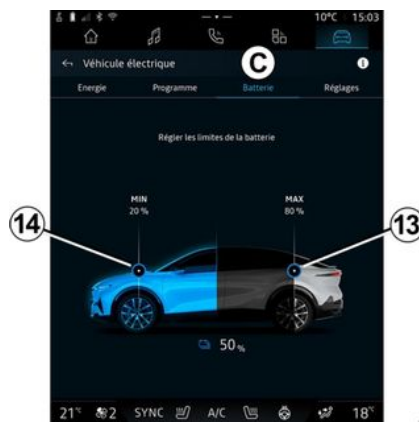 10°C 15:03
C
Véhicule électrique
Energie Programme Batterie Réglages
Régler les limites de la batterie
MIN MAX
20 % 80 %
14 13
50 %
21°C 2 SYNC A/C 18°C